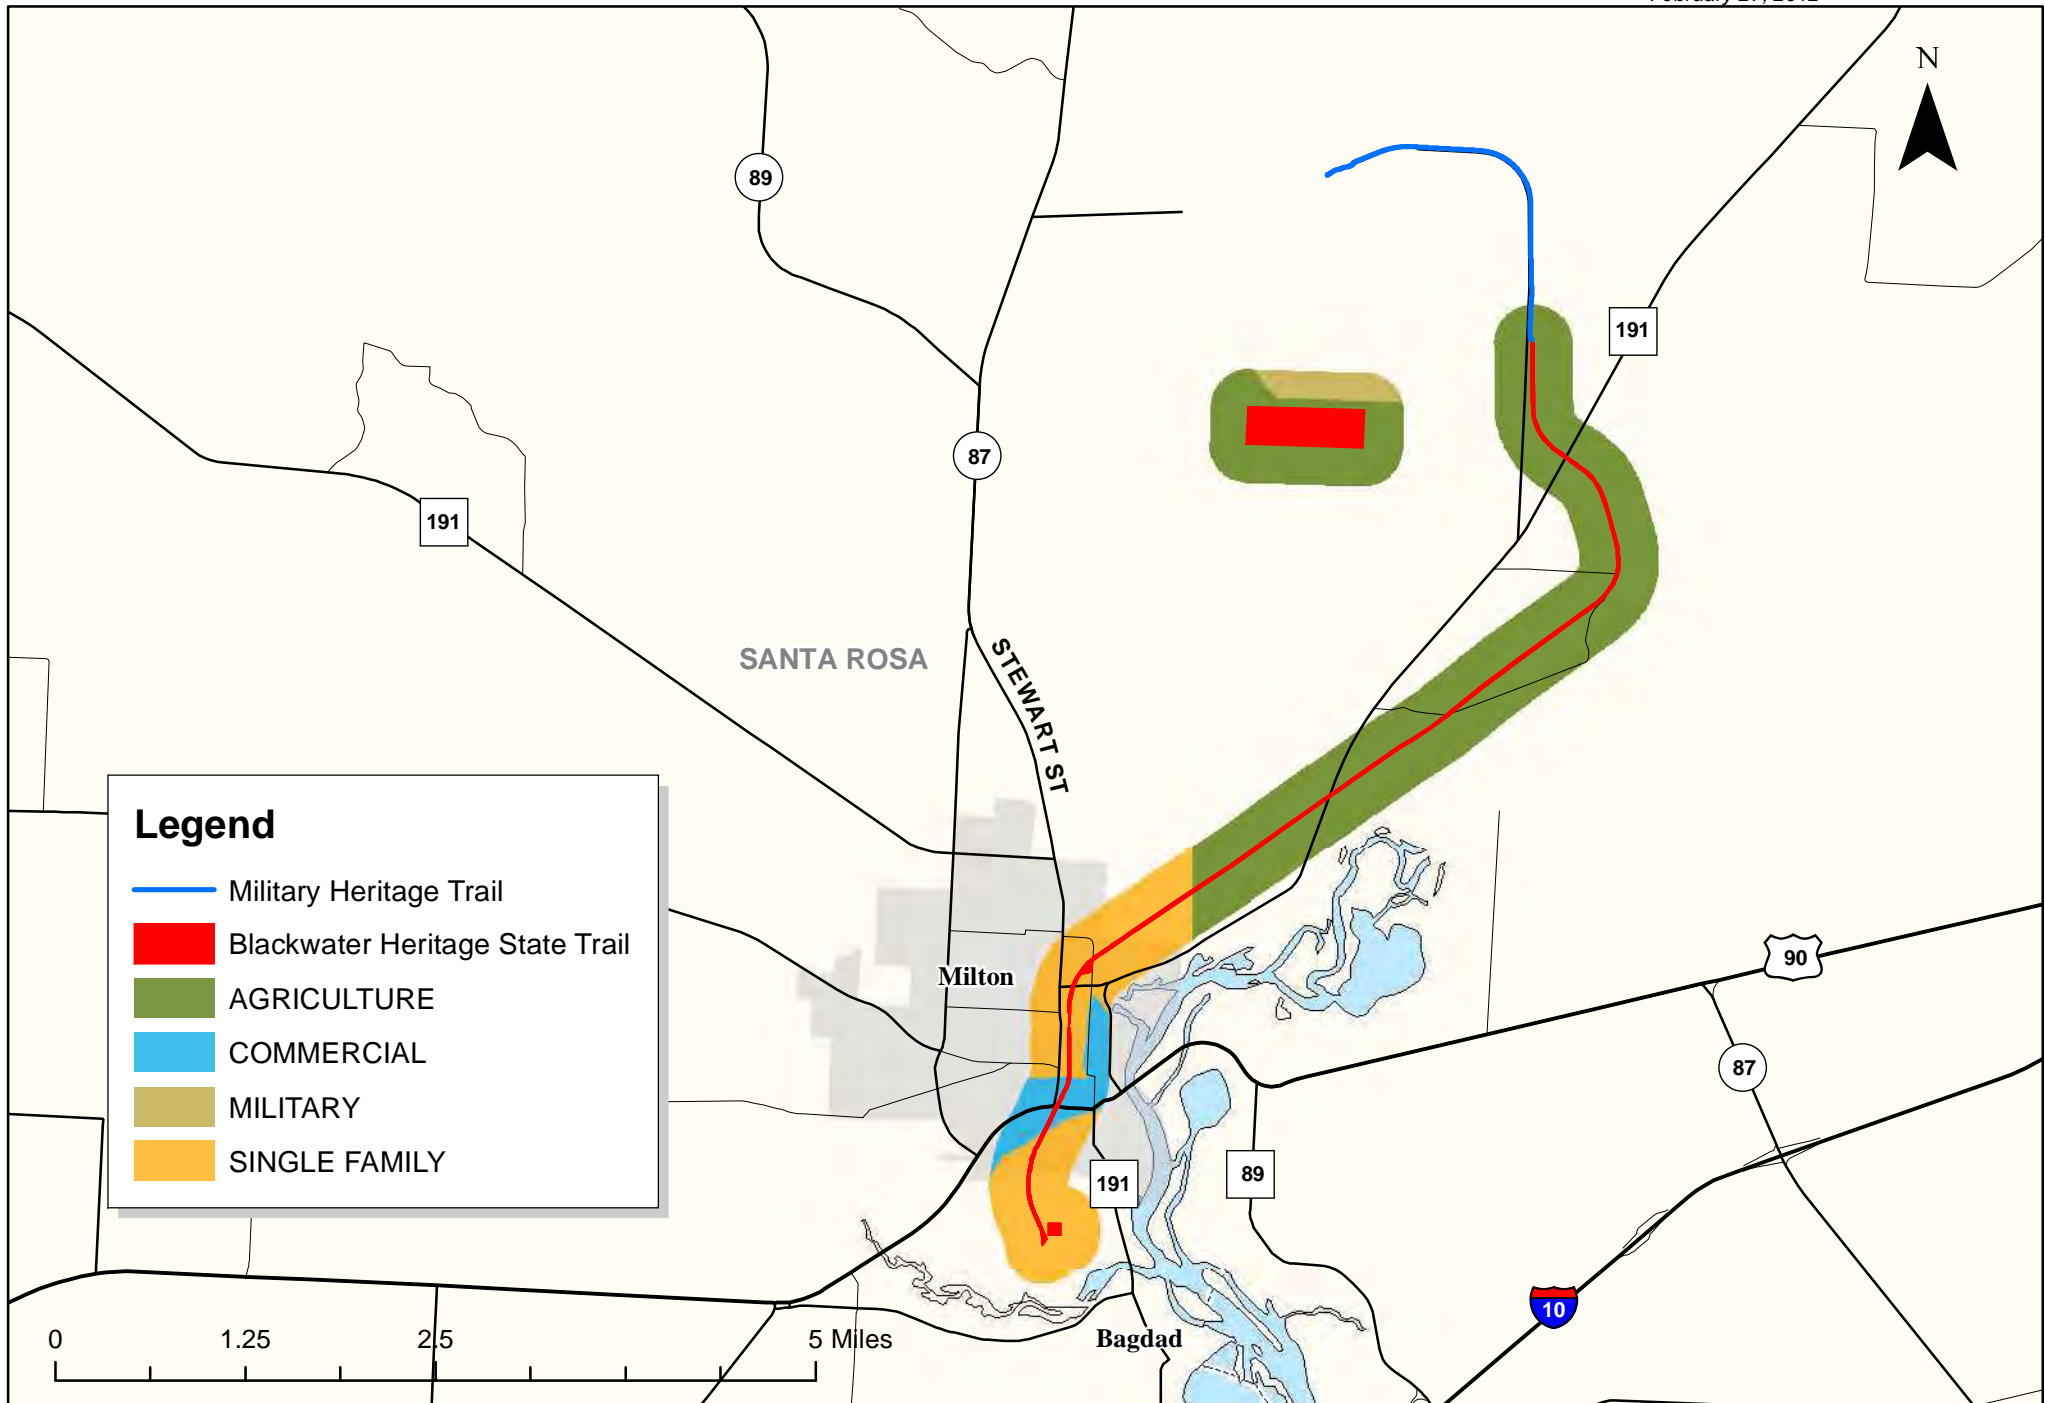 N
89
191
87
191
SANTA ROSA
STEWART ST
Legend
Military Heritage Trail
Blackwater Heritage State Trail
AGRICULTURE
COMMERCIAL
MILITARY
SINGLE FAMILY
Milton
90
87
191
89
10
Bagdad
0 1.25 2.5 5 Miles